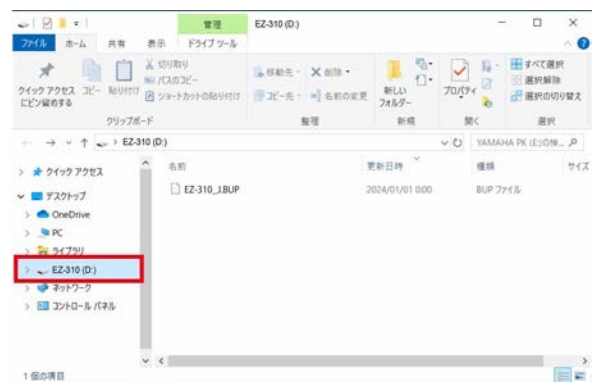 管理
EZ-310 (D:)
ファイル ホーム 共有 表示 ドライブ ツール
クイック アクセス
にピン留めする
コピー
貼り付け
切り取り
パスのコピー
ショートカットの貼り付け
クリップボード
移動先
コピー先
削除
名前の変更
整理
新しい
フォルダー
新規
プロパティ
開く
すべて選択
選択解除
選択の切り替え
選択
EZ-310 (D:)
YAMAHA PK (E:)の検...
クイック アクセス
デスクトップ
OneDrive
PC
ライブラリ
EZ-310 (D:)
ネットワーク
コントロール パネル
名前 更新日時 種類 サイズ
EZ-310_J.BUP 2024/01/01 0:00 BUP ファイル
1 個の項目